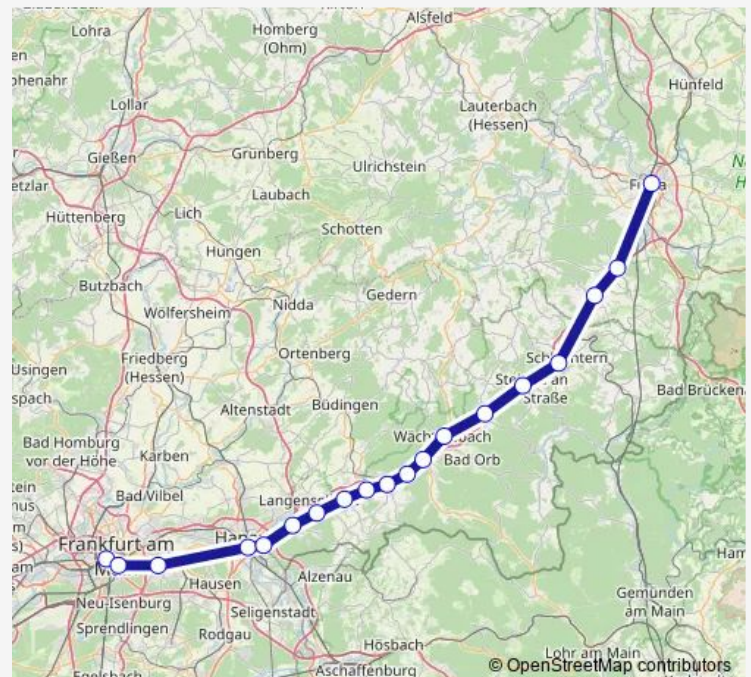 Lohra
Homberg
(Ohm)
Alsfeld
Hünfeld
Lollar
Lauterbach
(Hessen)
Gießen
Grünberg
Ulrichstein
etzlar
Hüttenberg
Laubach
Lich
Schotten
Hungen
Butzbach
Wölfersheim
Nidda
Gedern
Friedberg
(Hessen)
Ortenberg
Usingen
spach
Altenstadt
Büdingen
Straße
Bad Brücken
Bad Homburg
vor der Höhe
Karben
Bad Orb
Bad Vilbel
Frankfurt am
Hausen
Alzenau
Neu-Isenburg
Seligenstadt
Gemünden
am Main
Sprendlingen
Rodgau
Hösbach
Lohr am Main
Aschaffenburg
© OpenStreetMap contributors